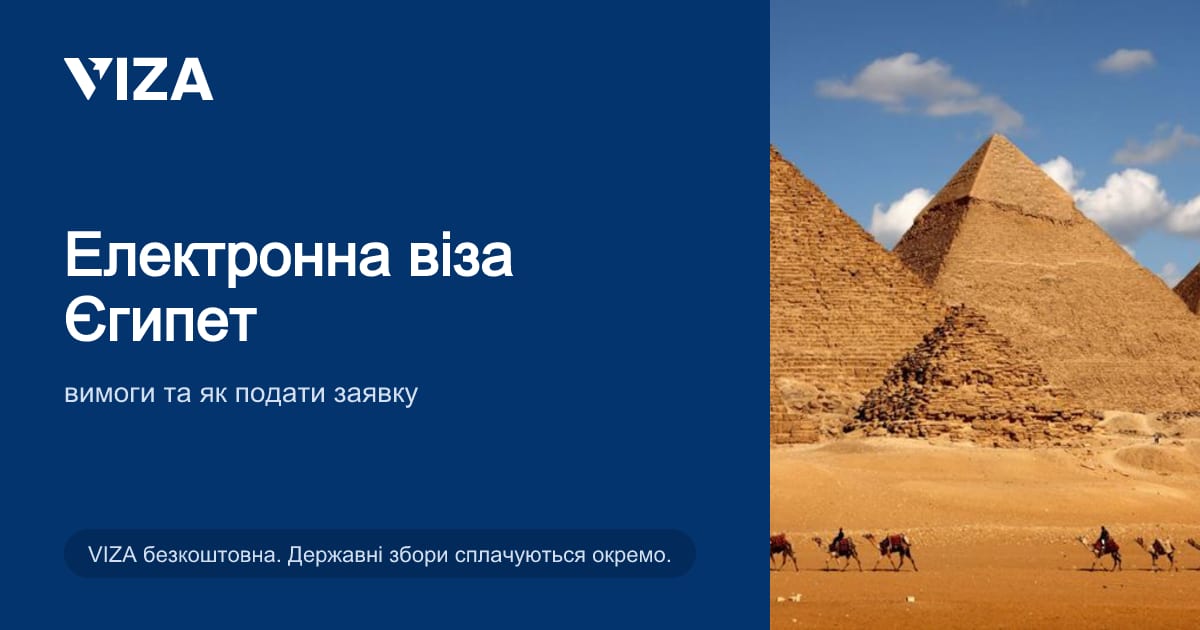 VIZA
Електронна віза
Єгипет
вимоги та як подати заявку
VIZA безкоштовна. Державні збори сплачуються окремо.